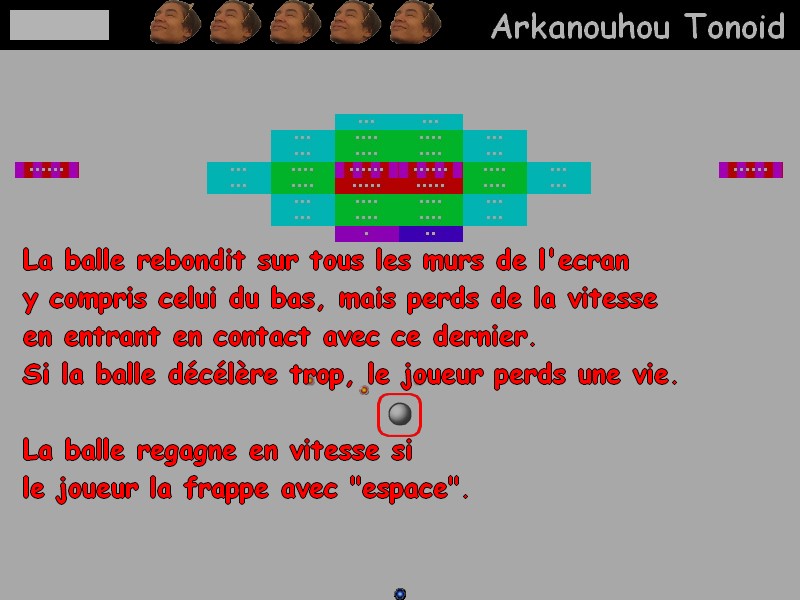 Arkanouhou Tonoid
La balle rebondit sur tous les murs de l'ecran
y compris celui du bas, mais perds de la vitesse
en entrant en contact avec ce dernier.
Si la balle décélère trop, le joueur perds une vie.
La balle regagne en vitesse si
le joueur la frappe avec "espace".